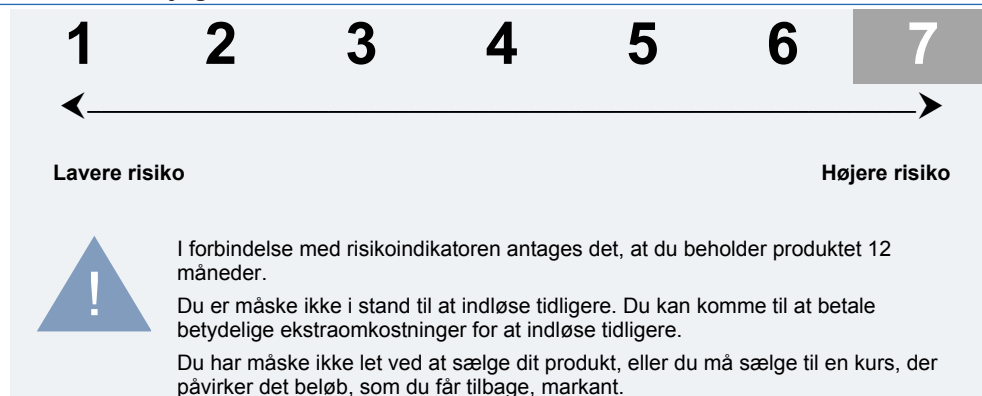 1 2 3 4 5 6 7
Lavere risiko Højere risiko
!
I forbindelse med risikoindikatoren antages det, at du beholder produktet 12
måneder.
Du er måske ikke i stand til at indløse tidligere. Du kan komme til at betale
betydelige ekstraomkostninger for at indløse tidligere.
Du har måske ikke let ved at sælge dit produkt, eller du må sælge til en kurs, der
påvirker det beløb, som du får tilbage, markant.